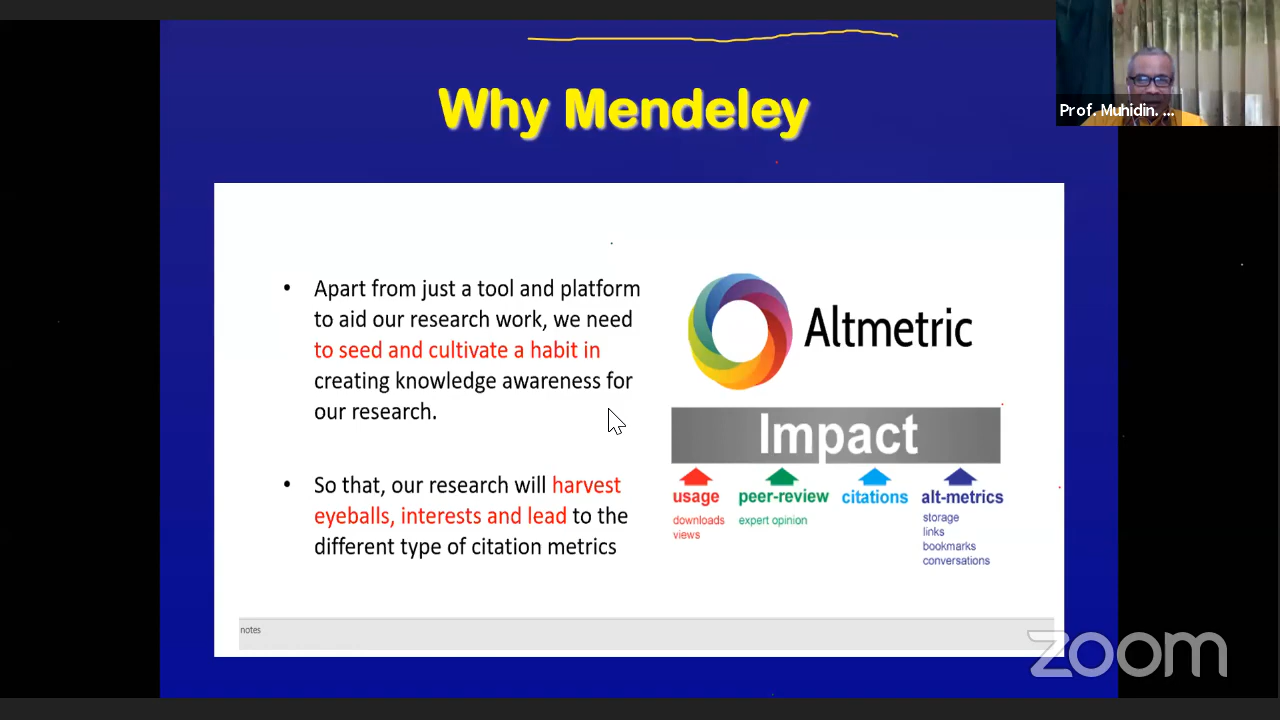 Why Mendeley
Prof. Muhidin. ...
• Apart from just a tool and platform
to aid our research work, we need
to seed and cultivate a habit in
creating knowledge awareness for
our research.
• So that, our research will harvest
eyeballs, interests and lead to the
different type of citation metrics
Altmetric
Impact
usage peer-review citations alt-metrics
downloads expert opinion storage
views links
bookmarks
conversations
notes
zoom